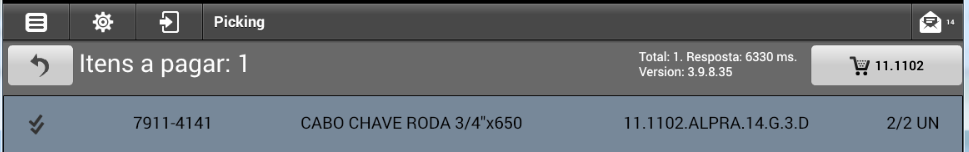 Picking
14
Itens a pagar: 1
Total: 1. Resposta: 6330 ms.
Version: 3.9.8.35
11.1102
7911-4141 CABO CHAVE RODA 3/4"x650 11.1102.ALPRA.14.G.3.D 2/2 UN